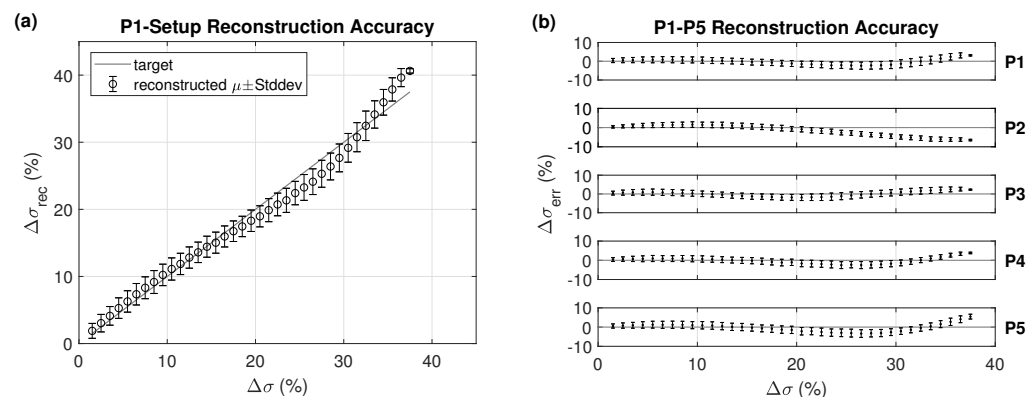 (a)
P1-Setup Reconstruction Accuracy
target
reconstructed μ±Stddev
Δσrec (%)
40
30
20
10
0
0 10 20 30 40
Δσ (%)
(b)
P1-P5 Reconstruction Accuracy
Δσerr (%)
10
0
-10
P1
10
0
-10
P2
10
0
-10
P3
10
0
-10
P4
10
0
-10
P5
0 10 20 30 40
Δσ (%)